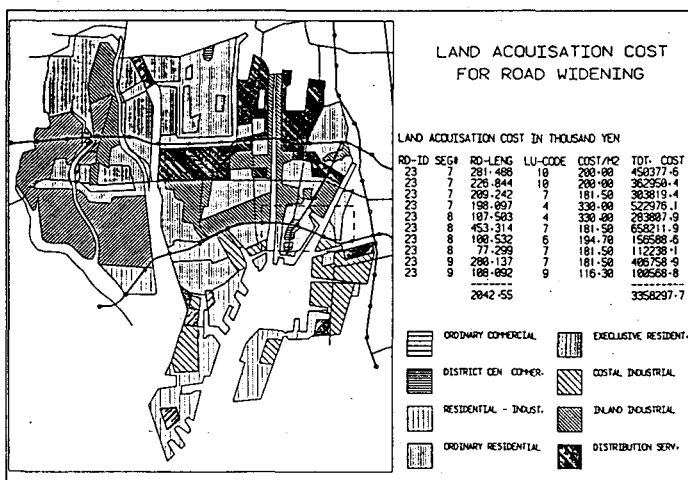 LAND ACQUISATION COST
FOR ROAD WIDENING
LAND ACQUISATION COST IN THOUSAND YEN
RD-ID SEG# RD-LENG LU-CODE COST/M2 TOT. COST
23 7 281.486 10 200.00 450377.6
23 7 226.844 10 200.00 362950.4
23 7 209.242 7 181.50 303819.4
23 7 198.097 4 330.00 522976.1
23 8 107.503 4 330.00 283807.9
23 8 453.314 7 181.50 658211.9
23 8 100.532 6 194.70 156588.6
23 8 77.299 7 181.50 112238.1
23 9 280.137 7 181.50 406758.9
23 9 108.092 9 116.30 100568.8
------- ---------
2042.55 3358297.7
ORDINARY COMMERCIAL
EXECLUSIVE RESIDENT.
DISTRICT CEN COMMER.
COSTAL INDUSTRIAL
RESIDENTIAL - INDUST.
INLAND INDUSTRIAL
ORDINARY RESIDENTIAL
DISTRIBUTION SERV.